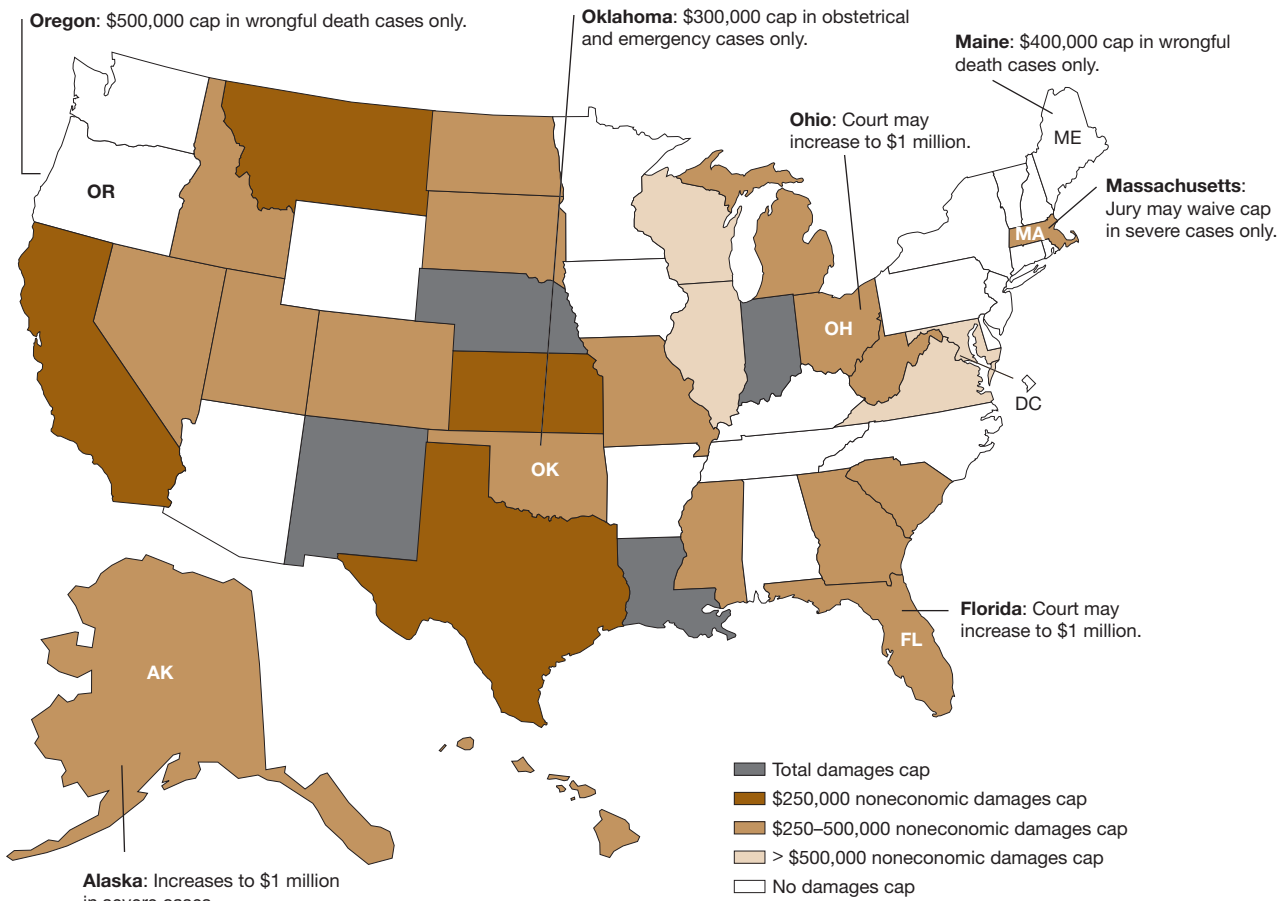 Oregon: $500,000 cap in wrongful death cases only.
Oklahoma: $300,000 cap in obstetrical
and emergency cases only.
Maine: $400,000 cap in wrongful
death cases only.
Ohio: Court may
increase to $1 million.
ME
OR
Massachusetts:
Jury may waive cap
in severe cases only.
MA
OH
DC
OK
Florida: Court may
increase to $1 million.
FL
AK
Total damages cap
$250,000 noneconomic damages cap
$250–500,000 noneconomic damages cap
> $500,000 noneconomic damages cap
No damages cap
Alaska: Increases to $1 million
in severe cases